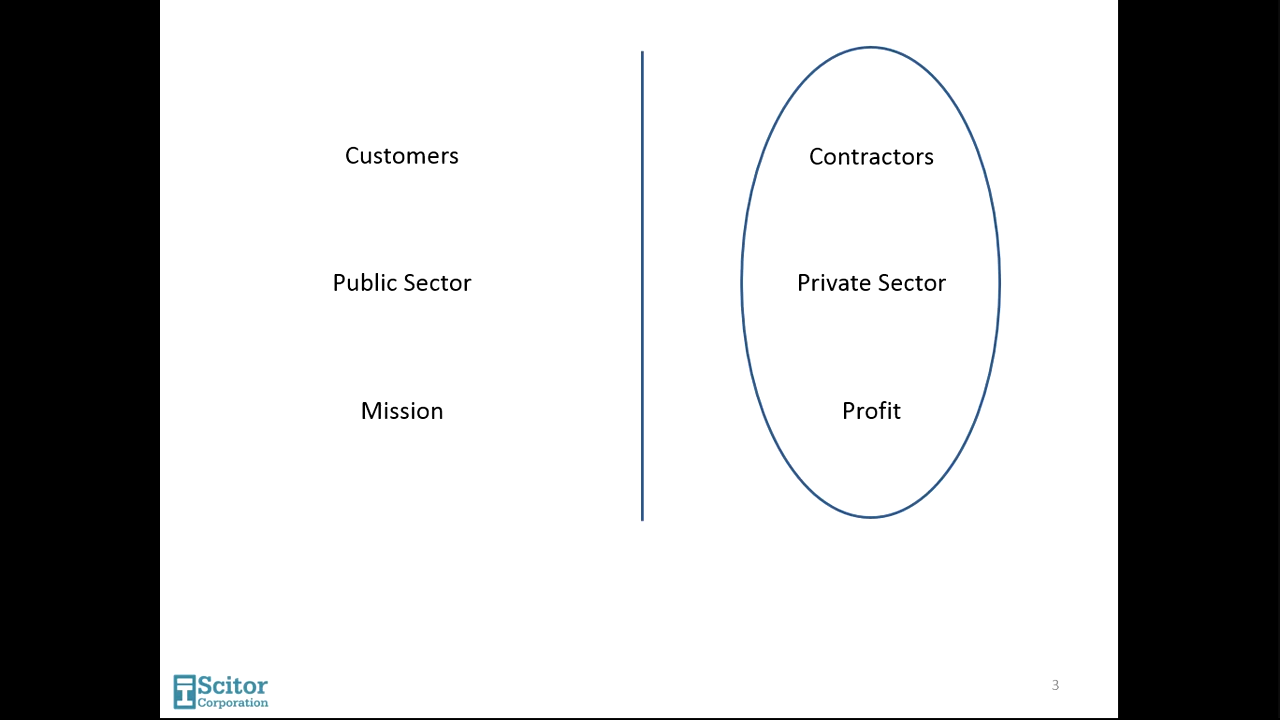 Customers
Contractors
Public Sector
Private Sector
Mission
Profit
Scitor
Corporation
3